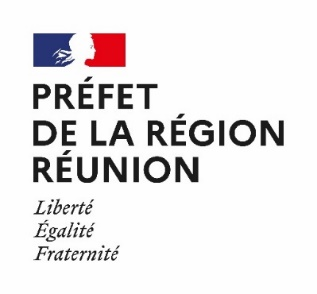 PRÉFET
DE LA RÉGION
RÉUNION
Liberté
Égalité
Fraternité